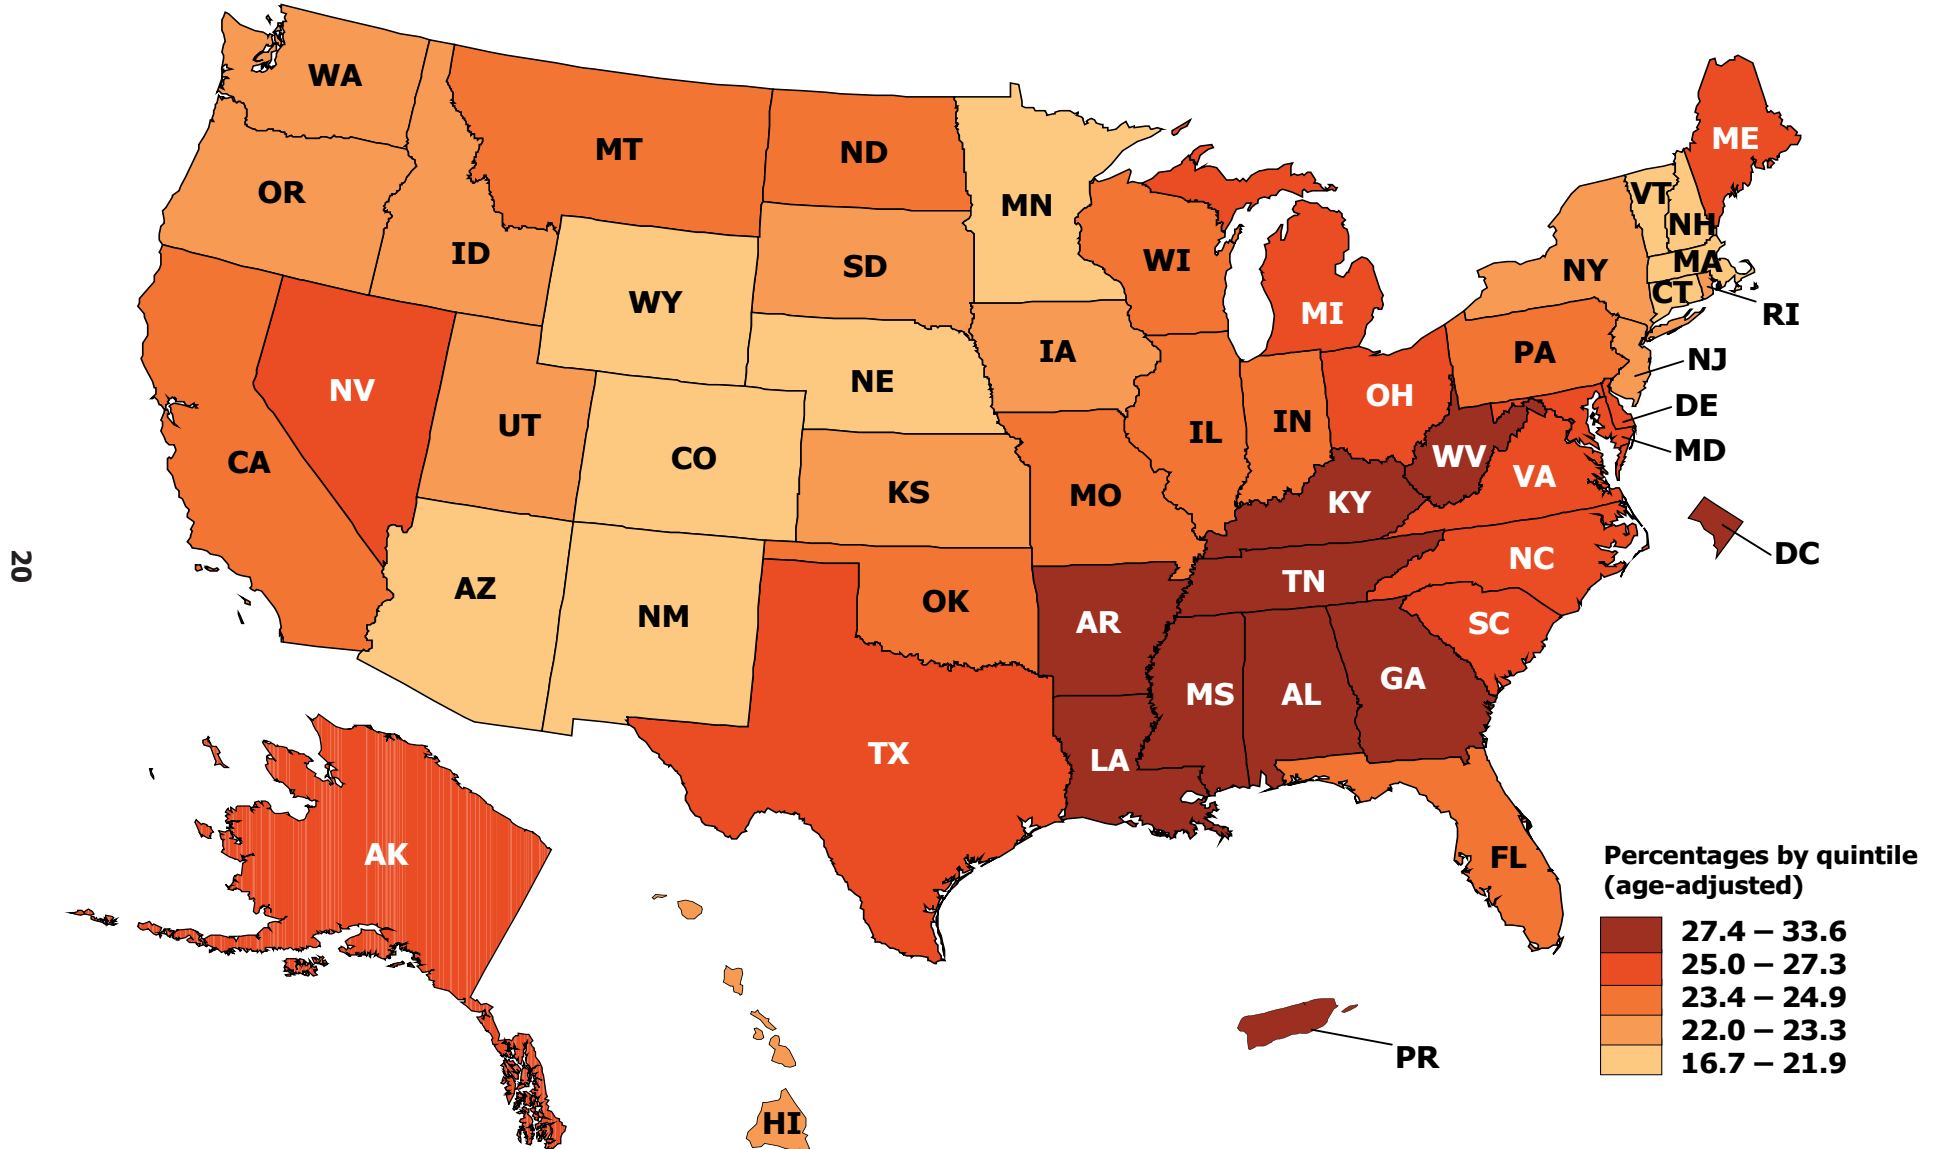 WA
MT
ND
MN
ME
OR
ID
WY
SD
WI
MI
NY
VT
NH
MA
CT
RI
NV
UT
CO
NE
IA
IL
IN
OH
PA
NJ
DE
MD
CA
KS
MO
KY
WV
VA
DC
AZ
NM
OK
AR
TN
NC
SC
TX
LA
MS
AL
GA
FL
AK
HI
PR
20
Percentages by quintile
(age-adjusted)
27.4 – 33.6
25.0 – 27.3
23.4 – 24.9
22.0 – 23.3
16.7 – 21.9